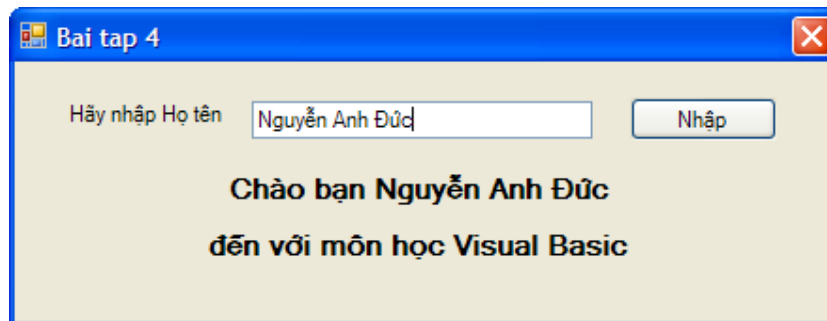 Bai tap 4
Hãy nhập Họ tên Nguyễn Anh Đức Nhập
Chào bạn Nguyễn Anh Đức
đến với môn học Visual Basic